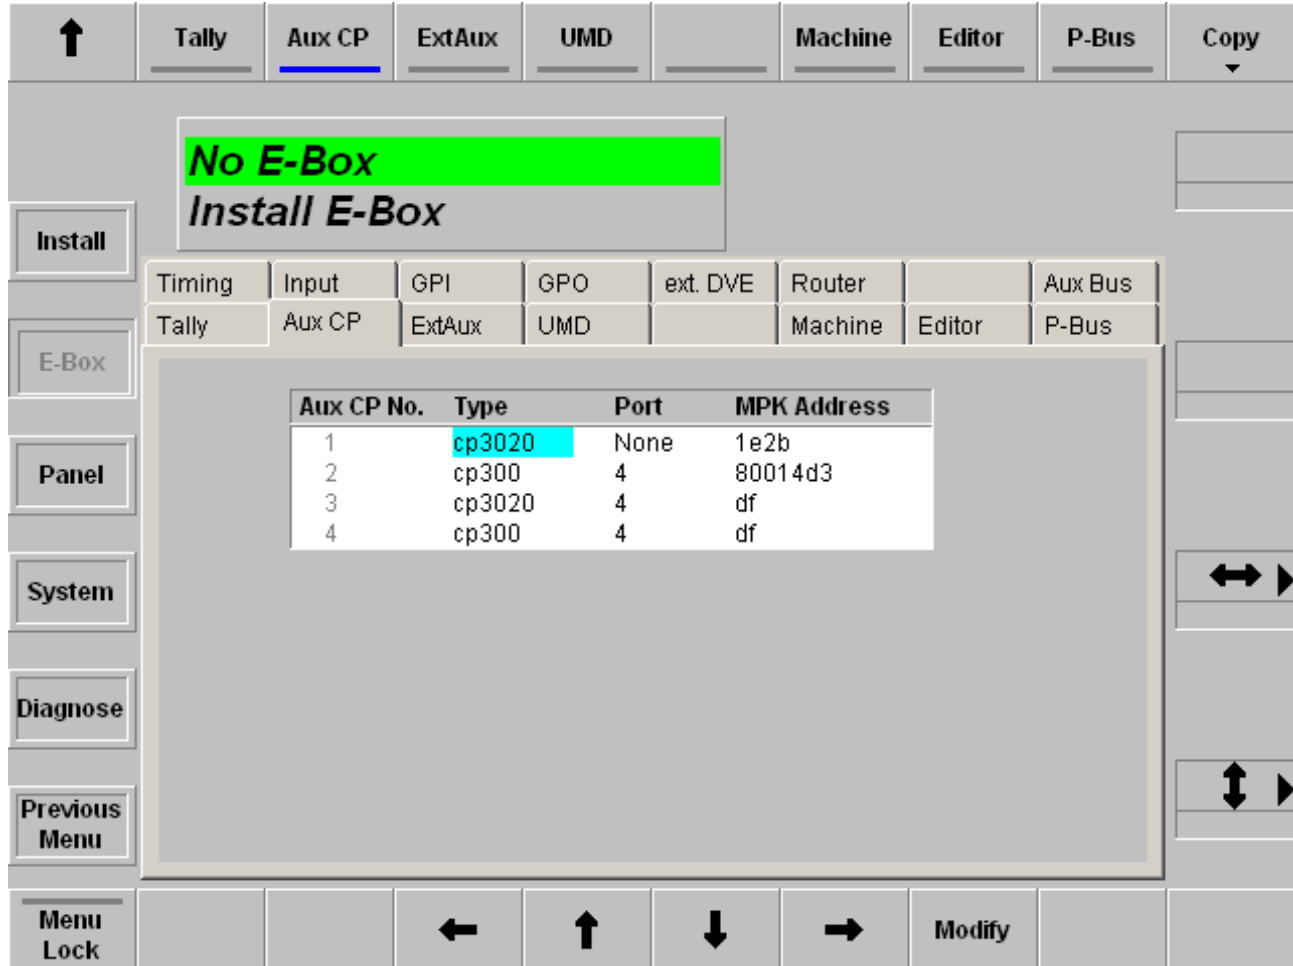 Tally Aux CP ExtAux UMD Machine Editor P-Bus Copy
No E-Box
Install E-Box
Install
Timing Input GPI GPO ext. DVE Router Aux Bus
Tally Aux CP ExtAux UMD Machine Editor P-Bus
E-Box
Aux CP No. Type Port MPK Address
1 cp3020 None 1e2b
2 cp300 4 80014d3
3 cp3020 4 df
4 cp300 4 df
Panel
System
Diagnose
Previous
Menu
Menu
Lock
Modify